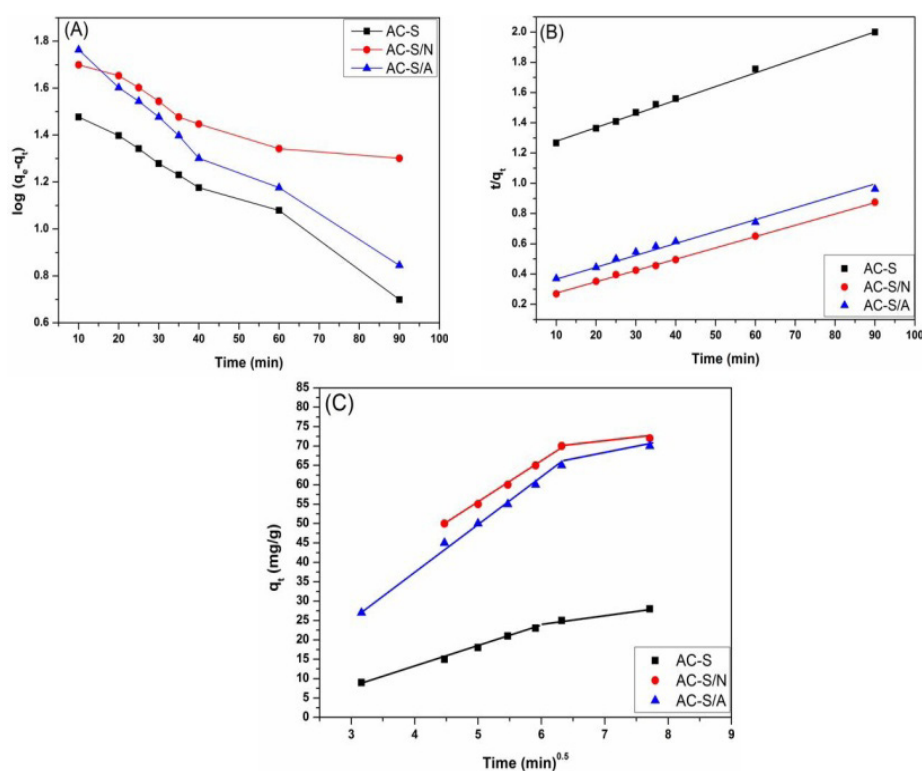 (A)
AC-S
AC-S/N
AC-S/A
1.8
1.6
1.4
1.2
1.0
0.8
0.6
log (qe-qt)
10 20 30 40 50 60 70 80 90 100
Time (min)
(B)
2.0
1.8
1.6
1.4
1.2
1.0
0.8
0.6
0.4
0.2
t/qt
AC-S
AC-S/N
AC-S/A
10 20 30 40 50 60 70 80 90 100
Time (min)
(C)
85
80
75
70
65
60
55
50
45
40
35
30
25
20
15
10
5
0
qt (mg/g)
AC-S
AC-S/N
AC-S/A
3 4 5 6 7 8 9
Time (min)0.5